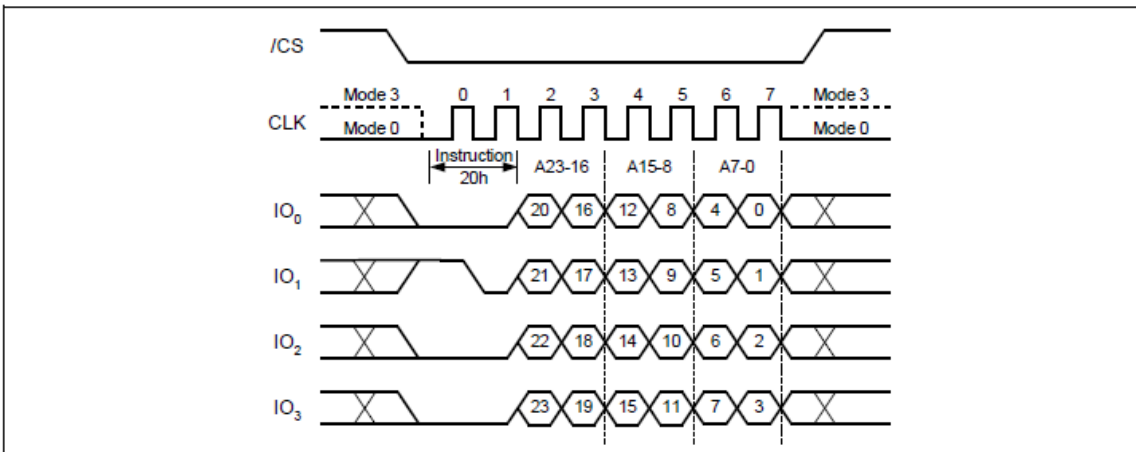 /CS
Mode 3 0 1 2 3 4 5 6 7 Mode 3
CLK
Mode 0 Mode 0
Instruction A23-16 A15-8 A7-0
20h
IO0 20 16 12 8 4 0
IO1 21 17 13 9 5 1
IO2 22 18 14 10 6 2
IO3 23 19 15 11 7 3